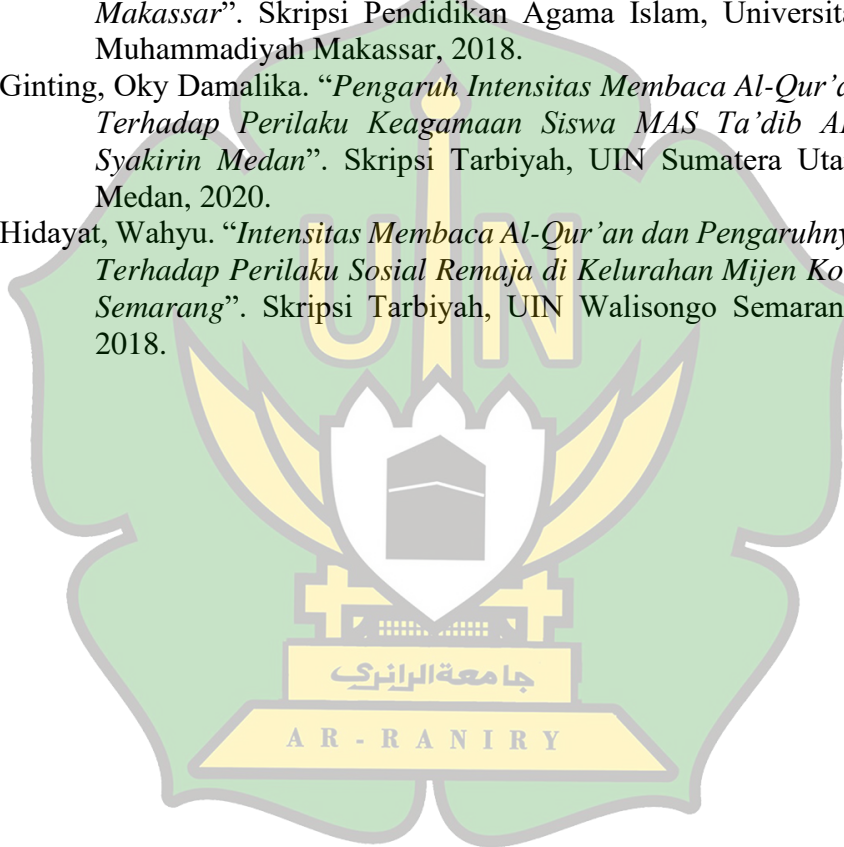 Makassar”. Skripsi Pendidikan Agama Islam, Universita
Muhammadiyah Makassar, 2018.
Ginting, Oky Damalika. “Pengaruh Intensitas Membaca Al-Qur’a
Terhadap Perilaku Keagamaan Siswa MAS Ta’dib Al
Syakirin Medan”. Skripsi Tarbiyah, UIN Sumatera Uta
Medan, 2020.
Hidayat, Wahyu. “Intensitas Membaca Al-Qur’an dan Pengaruhny
Terhadap Perilaku Sosial Remaja di Kelurahan Mijen Ko
Semarang”. Skripsi Tarbiyah, UIN Walisongo Semaran
2018.
UIN
جامعةالرانري
AR-RANIRY